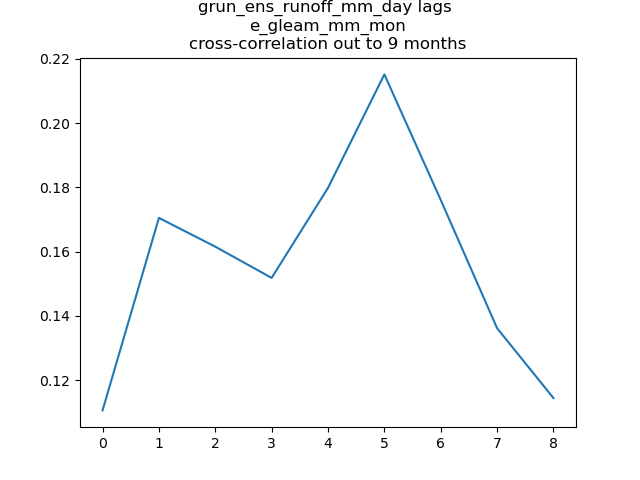 grun_ens_runoff_mm_day lags
e_gleam_mm_mon
cross-correlation out to 9 months
0.22
0.20
0.18
0.16
0.14
0.12
0 1 2 3 4 5 6 7 8